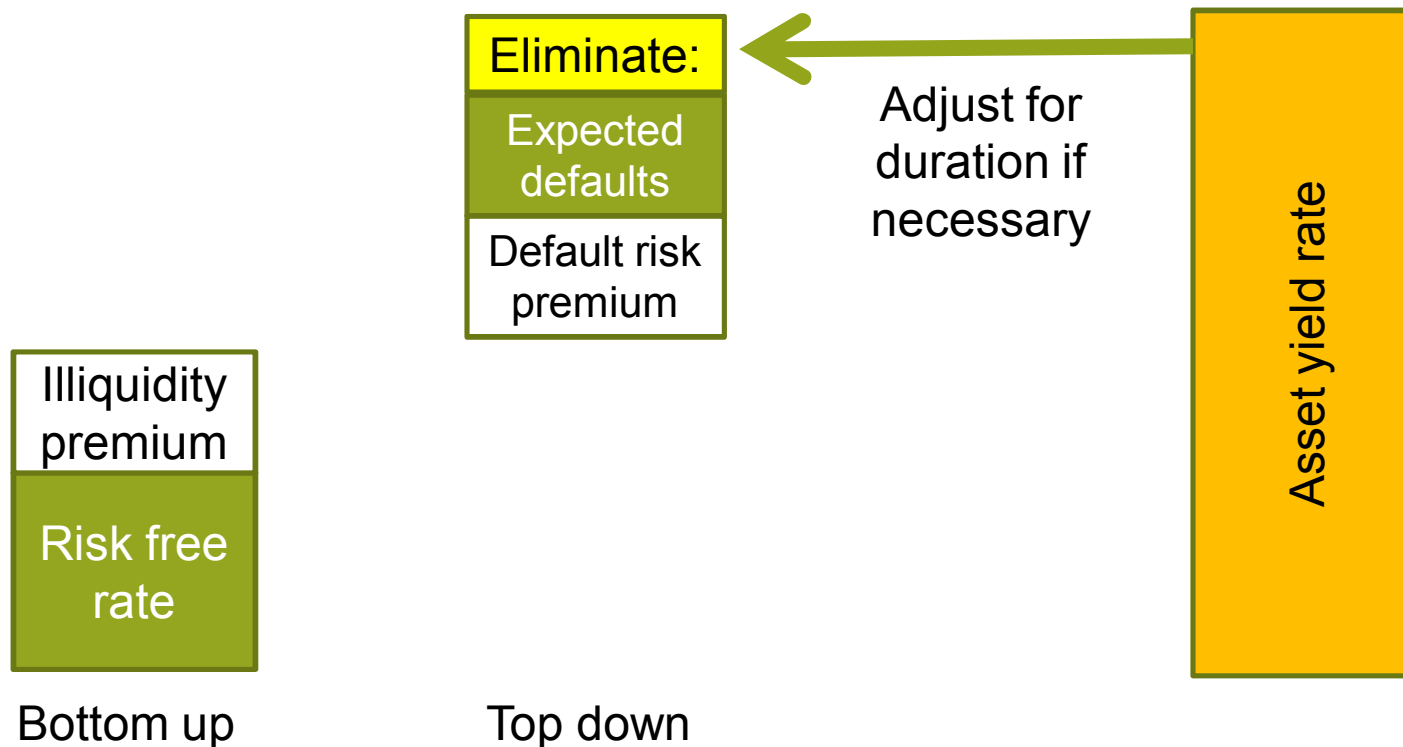 Eliminate:
Expected
defaults
Default risk
premium
Adjust for
duration if
necessary
Asset yield rate
Illiquidity
premium
Risk free
rate
Bottom up
Top down